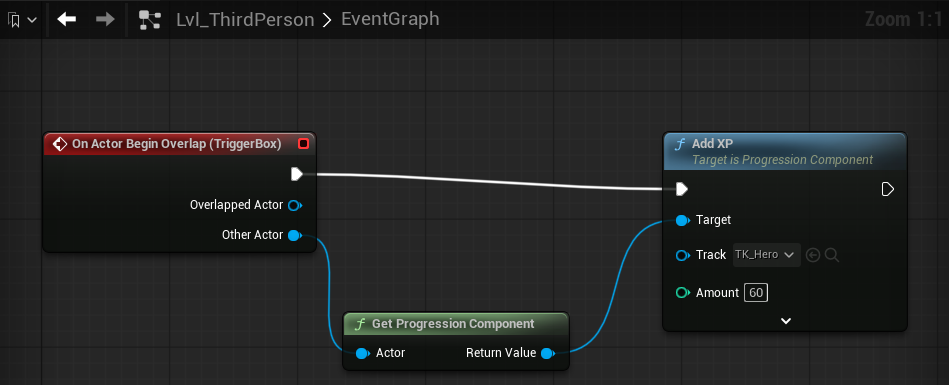 Lvl_ThirdPerson > EventGraph
Zoom 1:1
On Actor Begin Overlap (TriggerBox)
Overlapped Actor
Other Actor
f Get Progression Component
Actor
Return Value
f Add XP
Target is Progression Component
Target
Track TK_Hero
Amount 60